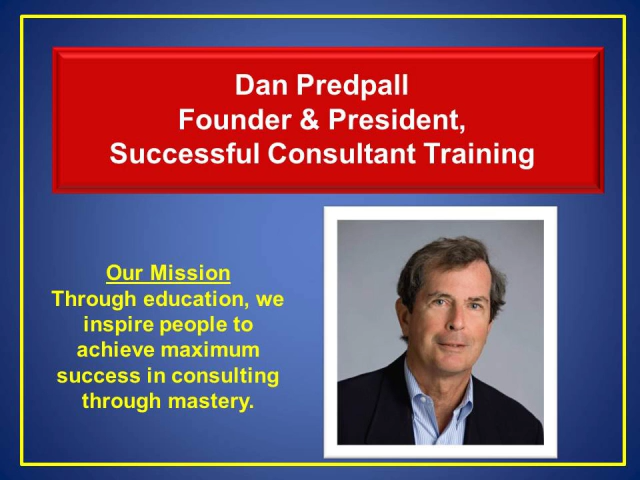 Dan Predpall
Founder & President,
Successful Consultant Training
Our Mission
Through education, we
inspire people to
achieve maximum
success in consulting
through mastery.